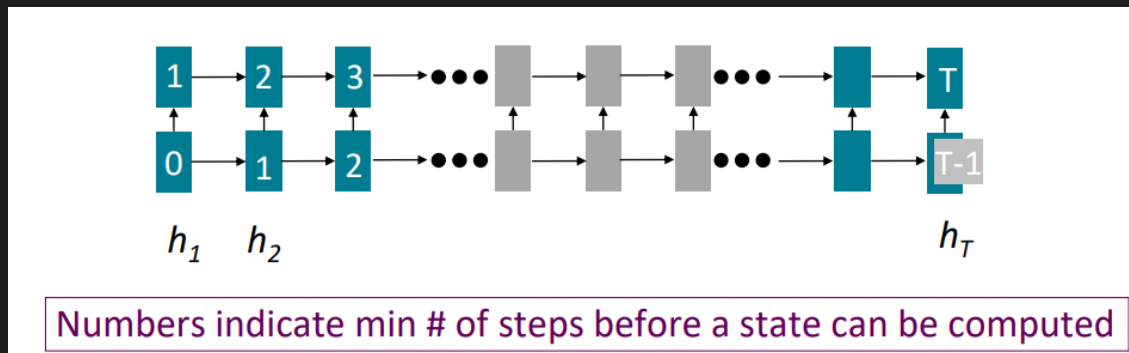 1 2 3 T
0 1 2 T-1
h₁ h₂ h_T
Numbers indicate min # of steps before a state can be computed